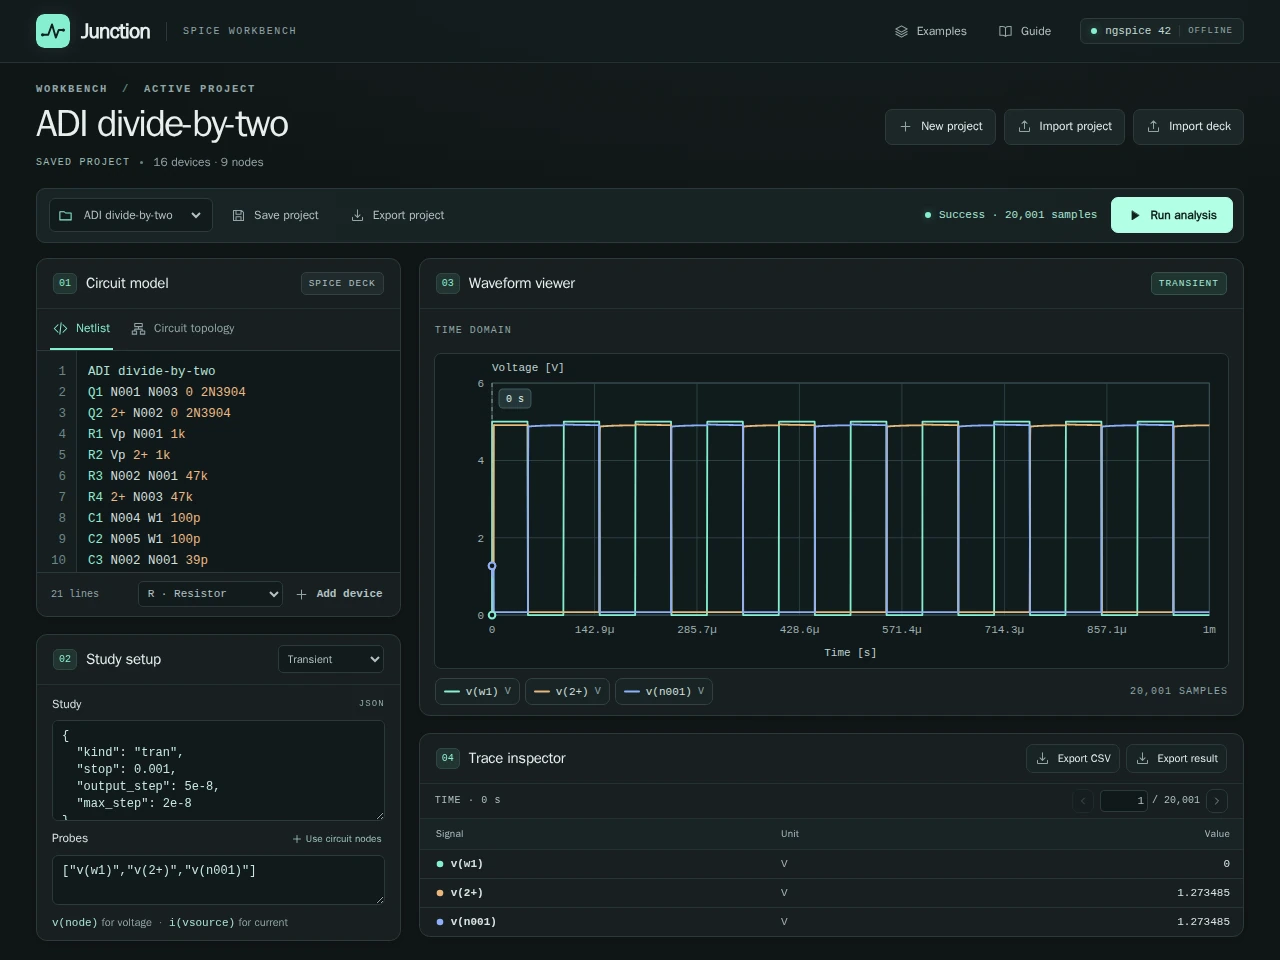 Junction SPICE WORKBENCH
Examples Guide ngspice 42 OFFLINE
WORKBENCH / ACTIVE PROJECT
ADI divide-by-two
New project Import project Import deck
SAVED PROJECT • 16 devices · 9 nodes
ADI divide-by-two Save project Export project Success · 20,001 samples Run analysis
01 Circuit model SPICE DECK
Netlist Circuit topology
1 ADI divide-by-two
2 Q1 N001 N003 0 2N3904
3 Q2 2+ N002 0 2N3904
4 R1 Vp N001 1k
5 R2 Vp 2+ 1k
6 R3 N002 N001 47k
7 R4 2+ N003 47k
8 C1 N004 W1 100p
9 C2 N005 W1 100p
10 C3 N002 N001 39p
21 lines R · Resistor Add device
02 Study setup Transient
Study JSON
{
"kind": "tran",
"stop": 0.001,
"output_step": 5e-8,
"max_step": 2e-8
}
Probes Use circuit nodes
["v(w1)","v(2+)","v(n001)"]
v(node) for voltage · i(vsource) for current
03 Waveform viewer TRANSIENT
TIME DOMAIN
Voltage [V]
6
0 s
4
2
0
0 142.9µ 285.7µ 428.6µ 571.4µ 714.3µ 857.1µ 1m
Time [s]
v(w1) V v(2+) V v(n001) V 20,001 SAMPLES
04 Trace inspector Export CSV Export result
TIME · 0 s 1 / 20,001
Signal Unit Value
v(w1) V 0
v(2+) V 1.273485
v(n001) V 1.273485